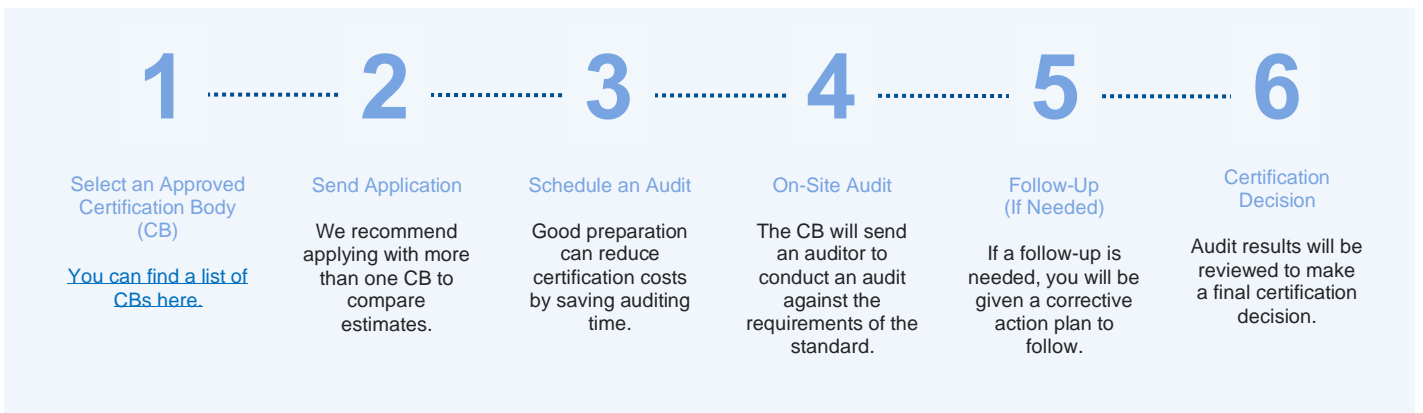 1
Select an Approved
Certification Body
(CB)
You can find a list of
CBs here.
2
Send Application
We recommend
applying with more
than one CB to
compare
estimates.
3
Schedule an Audit
Good preparation
can reduce
certification costs
by saving auditing
time.
4
On-Site Audit
The CB will send
an auditor to
conduct an audit
against the
requirements of the
standard.
5
Follow-Up
(If Needed)
If a follow-up is
needed, you will be
given a corrective
action plan to
follow.
6
Certification
Decision
Audit results will be
reviewed to make
a final certification
decision.